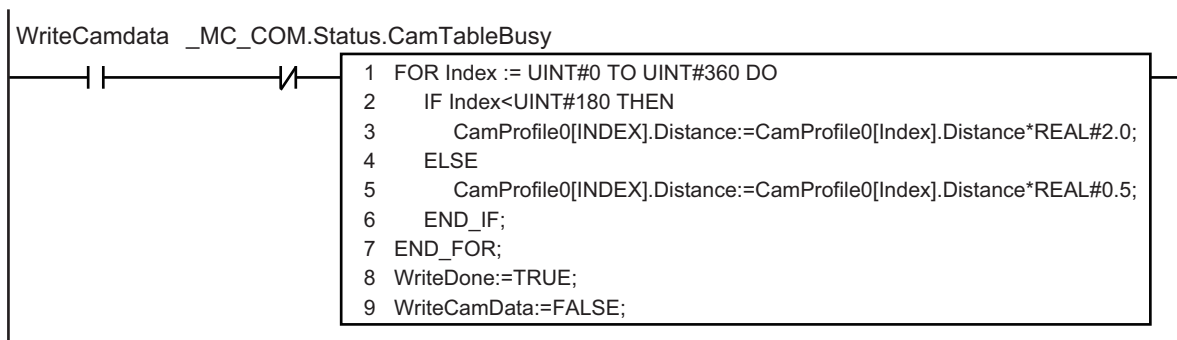 WriteCamdata _MC_COM.Status.CamTableBusy
1 FOR Index := UINT#0 TO UINT#360 DO
2 IF Index<UINT#180 THEN
3 CamProfile0[INDEX].Distance:=CamProfile0[Index].Distance*REAL#2.0;
4 ELSE
5 CamProfile0[INDEX].Distance:=CamProfile0[Index].Distance*REAL#0.5;
6 END_IF;
7 END_FOR;
8 WriteDone:=TRUE;
9 WriteCamData:=FALSE;